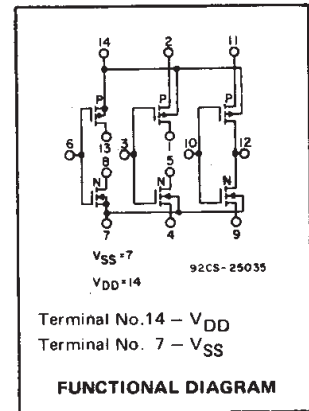 14 2 11
P P P
13 1
6 3 10 12
8 5
N N N
7 4 9
VSS=7
92CS-25035
VDD=14
Terminal No.14 – VDD
Terminal No. 7 – VSS
FUNCTIONAL DIAGRAM